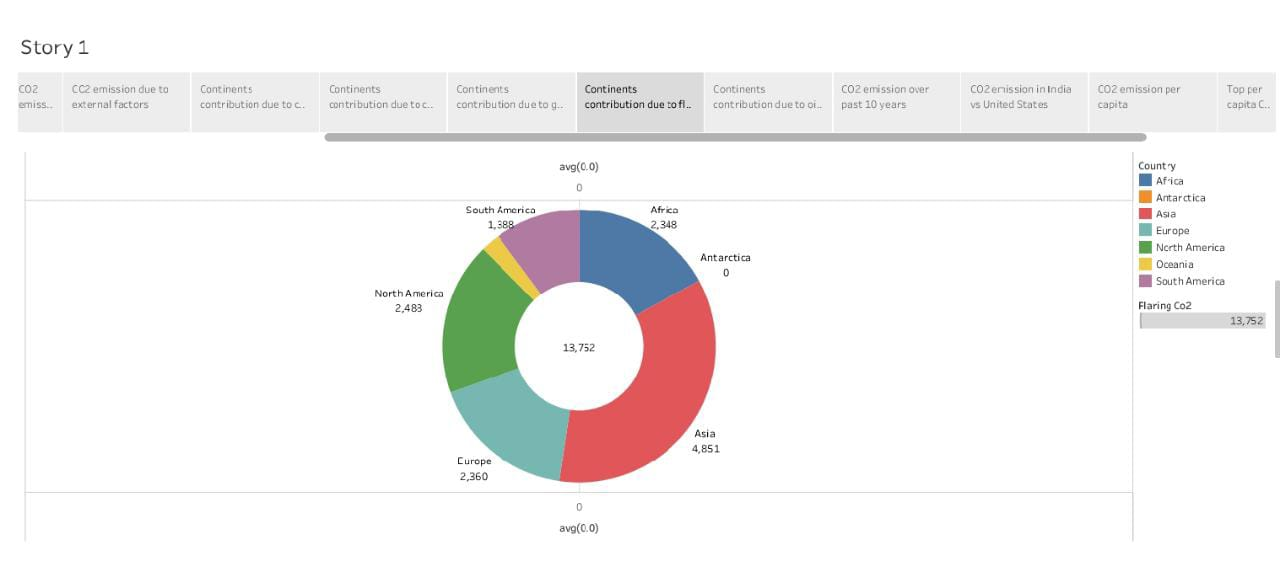 Story 1
CO2
emiss..
CO2 emission due to
external factors
Continents
contribution due to c..
Continents
contribution due to c..
Continents
contribution due to g..
Continents
contribution due to fl..
Continents
contribution due to oi..
CO2 emission over
past 10 years
CO2 emission in India
vs United States
CO2 emission per
capita
Top per
capita C..
avg(0.0)
0
South America
1,388
Africa
2,348
Antarctica
0
North America
2,483
13,752
Asia
4,851
Europe
2,360
0
avg(0.0)
Country
Africa
Antarctica
Asia
Europe
North America
Oceania
South America
Flaring Co2
13,752